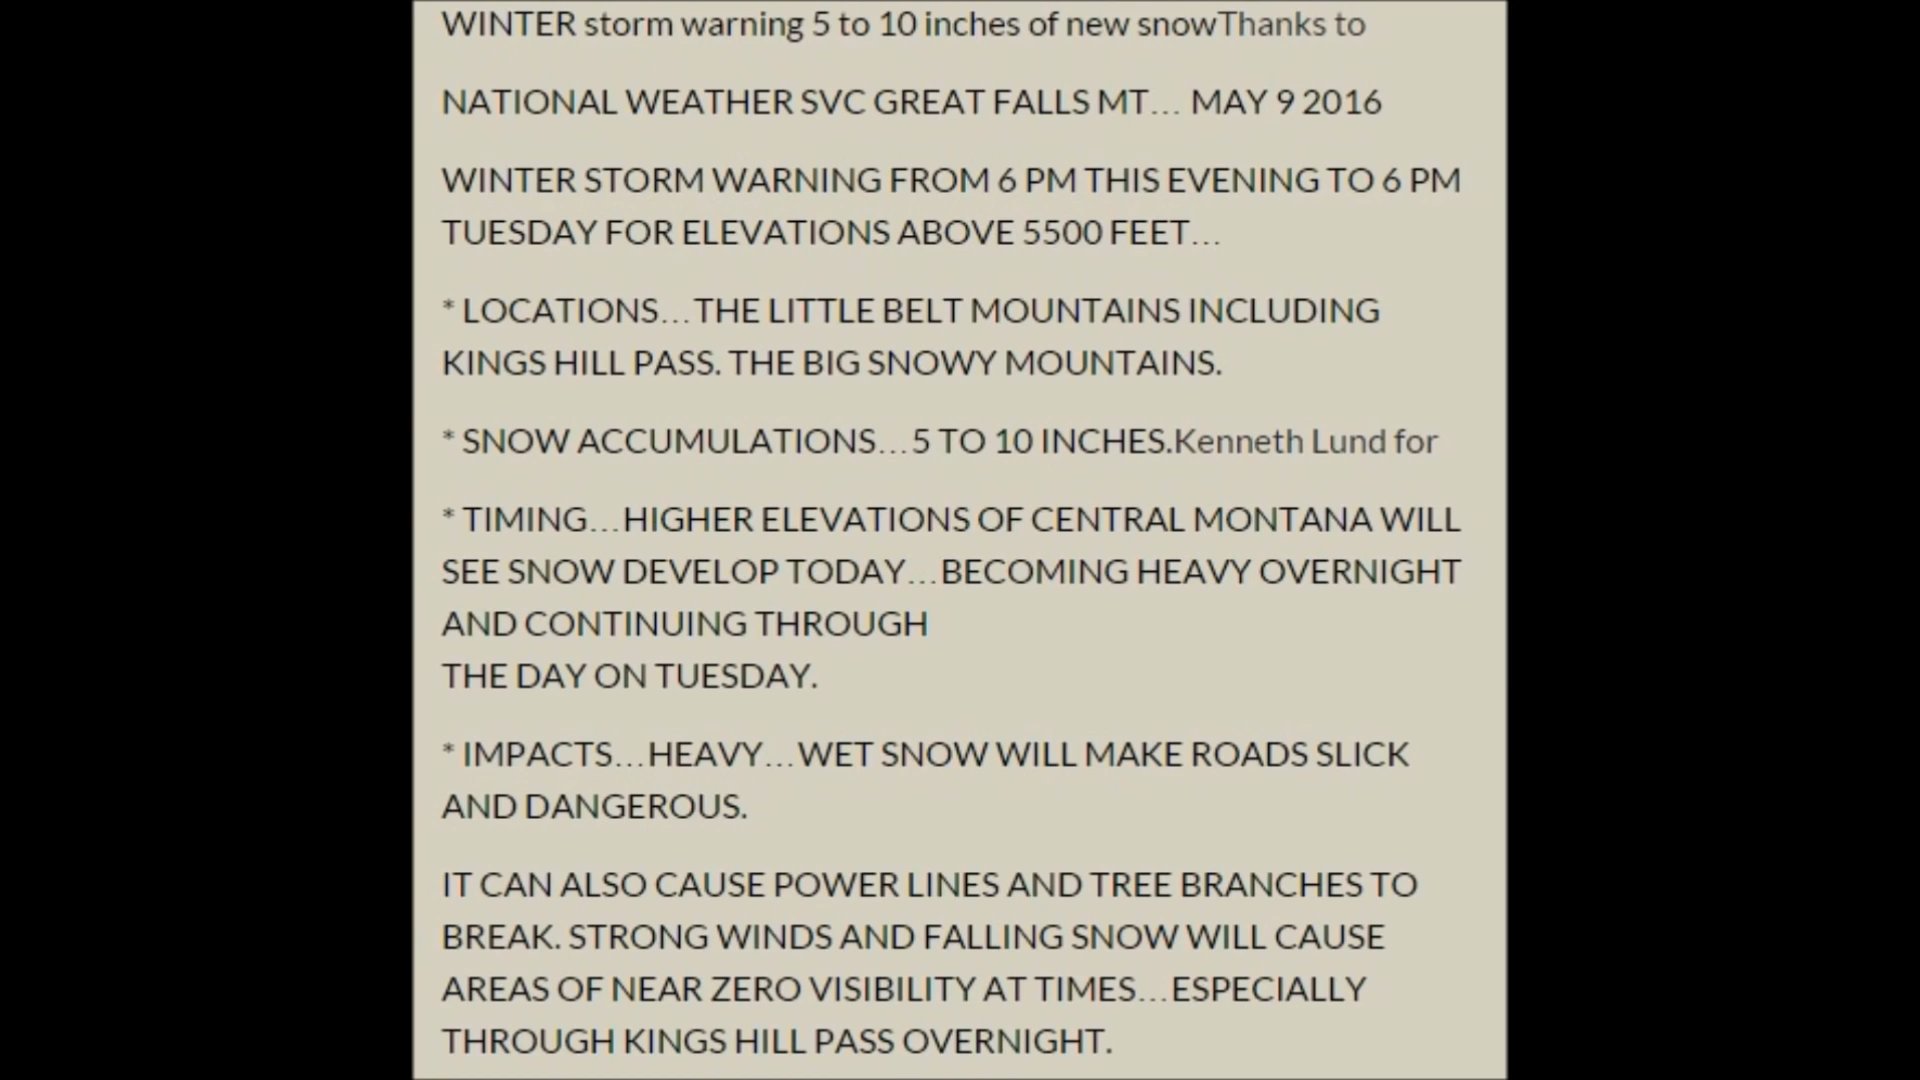 WINTER storm warning 5 to 10 inches of new snowThanks to
NATIONAL WEATHER SVC GREAT FALLS MT… MAY 9 2016
WINTER STORM WARNING FROM 6 PM THIS EVENING TO 6 PM
TUESDAY FOR ELEVATIONS ABOVE 5500 FEET…
* LOCATIONS…THE LITTLE BELT MOUNTAINS INCLUDING
KINGS HILL PASS. THE BIG SNOWY MOUNTAINS.
* SNOW ACCUMULATIONS…5 TO 10 INCHES.Kenneth Lund for
* TIMING…HIGHER ELEVATIONS OF CENTRAL MONTANA WILL
SEE SNOW DEVELOP TODAY…BECOMING HEAVY OVERNIGHT
AND CONTINUING THROUGH
THE DAY ON TUESDAY.
* IMPACTS…HEAVY…WET SNOW WILL MAKE ROADS SLICK
AND DANGEROUS.
IT CAN ALSO CAUSE POWER LINES AND TREE BRANCHES TO
BREAK. STRONG WINDS AND FALLING SNOW WILL CAUSE
AREAS OF NEAR ZERO VISIBILITY AT TIMES…ESPECIALLY
THROUGH KINGS HILL PASS OVERNIGHT.